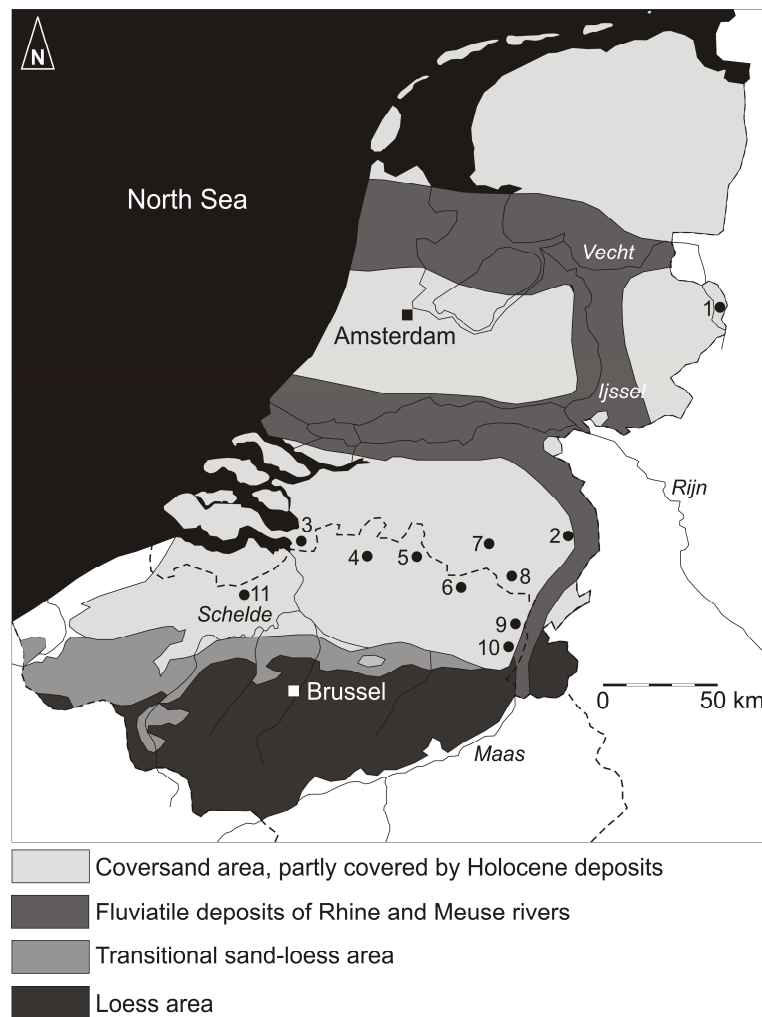 N
North Sea
Vecht
1
Amsterdam
Ijssel
Rijn
3
2
7
4
5
8
6
11
Schelde
9
10
Brussel
0
50 km
Maas
Coversand area, partly covered by Holocene deposits
Fluviatile deposits of Rhine and Meuse rivers
Transitional sand-loess area
Loess area